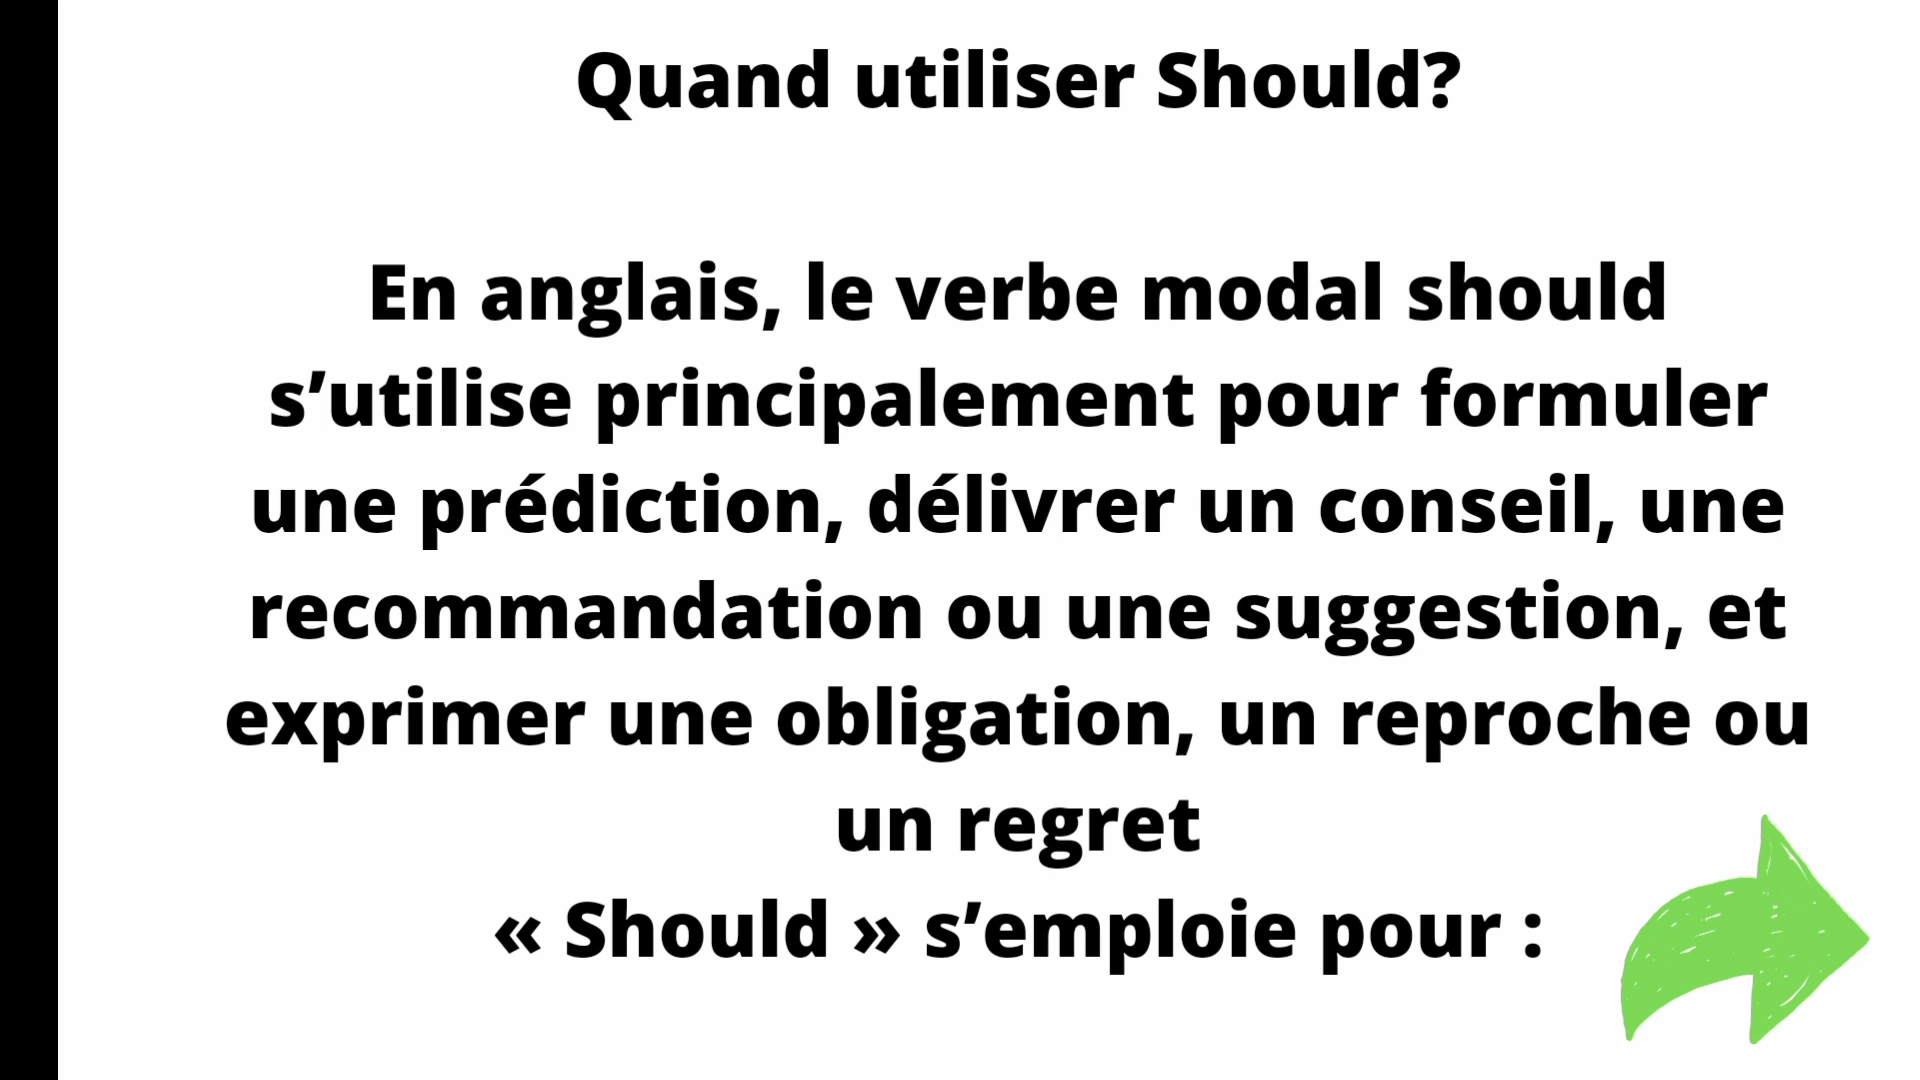 Quand utiliser Should?
En anglais, le verbe modal should
s’utilise principalement pour formuler
une prédiction, délivrer un conseil, une
recommandation ou une suggestion, et
exprimer une obligation, un reproche ou
un regret
« Should » s’emploie pour :